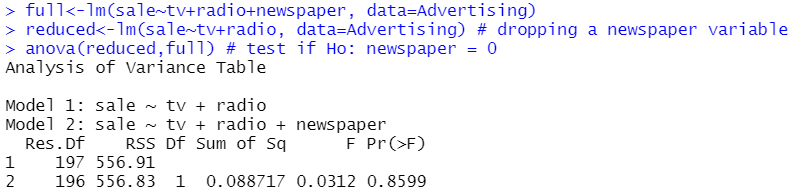 > full<-lm(sale~tv+radio+newspaper, data=Advertising)
> reduced<-lm(sale~tv+radio, data=Advertising) # dropping a newspaper variable
> anova(reduced,full) # test if Ho: newspaper = 0
Analysis of Variance Table

Model 1: sale ~ tv + radio
Model 2: sale ~ tv + radio + newspaper
  Res.Df    RSS Df Sum of Sq      F Pr(>F)
1    197 556.91
2    196 556.83  1  0.088717 0.0312 0.8599